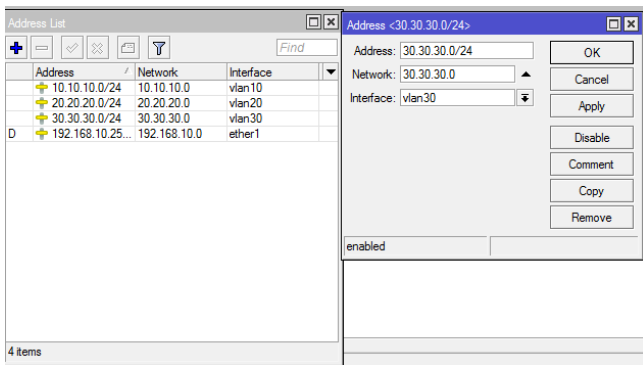 Address List
Find
Address / Network Interface
10.10.10.0/24 10.10.10.0 vlan10
20.20.20.0/24 20.20.20.0 vlan20
30.30.30.0/24 30.30.30.0 vlan30
D 192.168.10.25... 192.168.10.0 ether1
4 items
Address <30.30.30.0/24>
Address: 30.30.30.0/24
Network: 30.30.30.0
Interface: vlan30
OK
Cancel
Apply
Disable
Comment
Copy
Remove
enabled